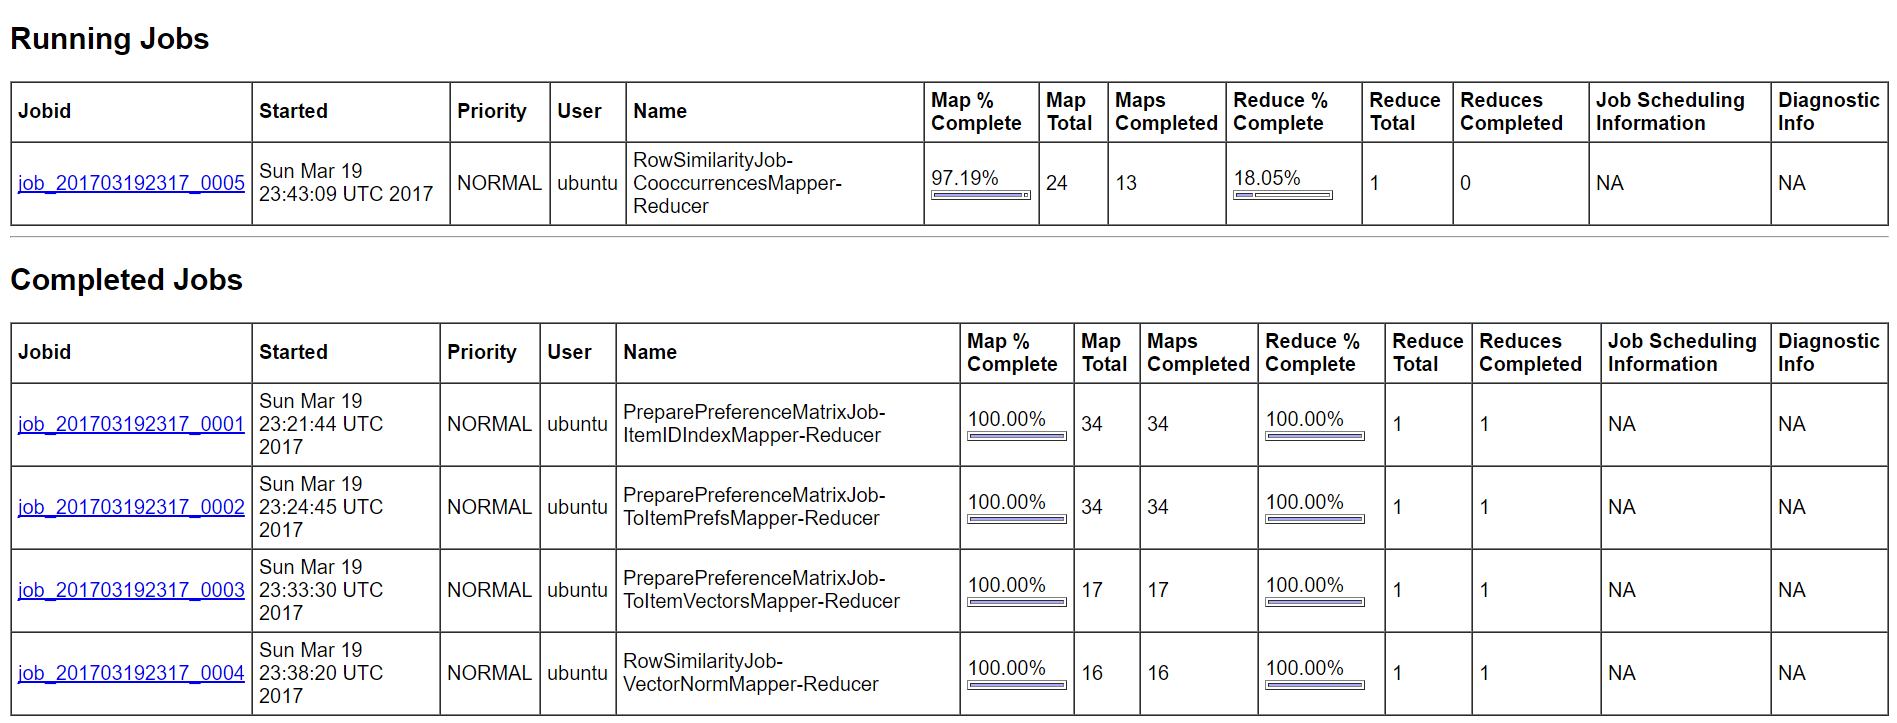 Running Jobs
Jobid Started Priority User Name Map % Complete Map Total Maps Completed Reduce % Complete Reduce Total Reduces Completed Job Scheduling Information Diagnostic Info
job_201703192317_0005 Sun Mar 19 23:43:09 UTC 2017 NORMAL ubuntu RowSimilarityJob-CooccurrencesMapper-Reducer 97.19% 24 13 18.05% 1 0 NA NA
Completed Jobs
Jobid Started Priority User Name Map % Complete Map Total Maps Completed Reduce % Complete Reduce Total Reduces Completed Job Scheduling Information Diagnostic Info
job_201703192317_0001 Sun Mar 19 23:21:44 UTC 2017 NORMAL ubuntu PreparePreferenceMatrixJob-ItemIDIndexMapper-Reducer 100.00% 34 34 100.00% 1 1 NA NA
job_201703192317_0002 Sun Mar 19 23:24:45 UTC 2017 NORMAL ubuntu PreparePreferenceMatrixJob-ToItemPrefsMapper-Reducer 100.00% 34 34 100.00% 1 1 NA NA
job_201703192317_0003 Sun Mar 19 23:33:30 UTC 2017 NORMAL ubuntu PreparePreferenceMatrixJob-ToItemVectorsMapper-Reducer 100.00% 17 17 100.00% 1 1 NA NA
job_201703192317_0004 Sun Mar 19 23:38:20 UTC 2017 NORMAL ubuntu RowSimilarityJob-VectorNormMapper-Reducer 100.00% 16 16 100.00% 1 1 NA NA